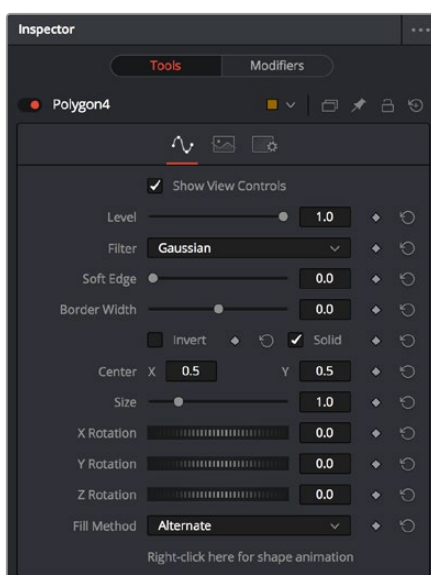 Inspector
Tools Modifiers
Polygon4
Show View Controls
Level 1.0
Filter Gaussian
Soft Edge 0.0
Border Width 0.0
Invert Solid
Center X 0.5 Y 0.5
Size 1.0
X Rotation 0.0
Y Rotation 0.0
Z Rotation 0.0
Fill Method Alternate
Right-click here for shape animation